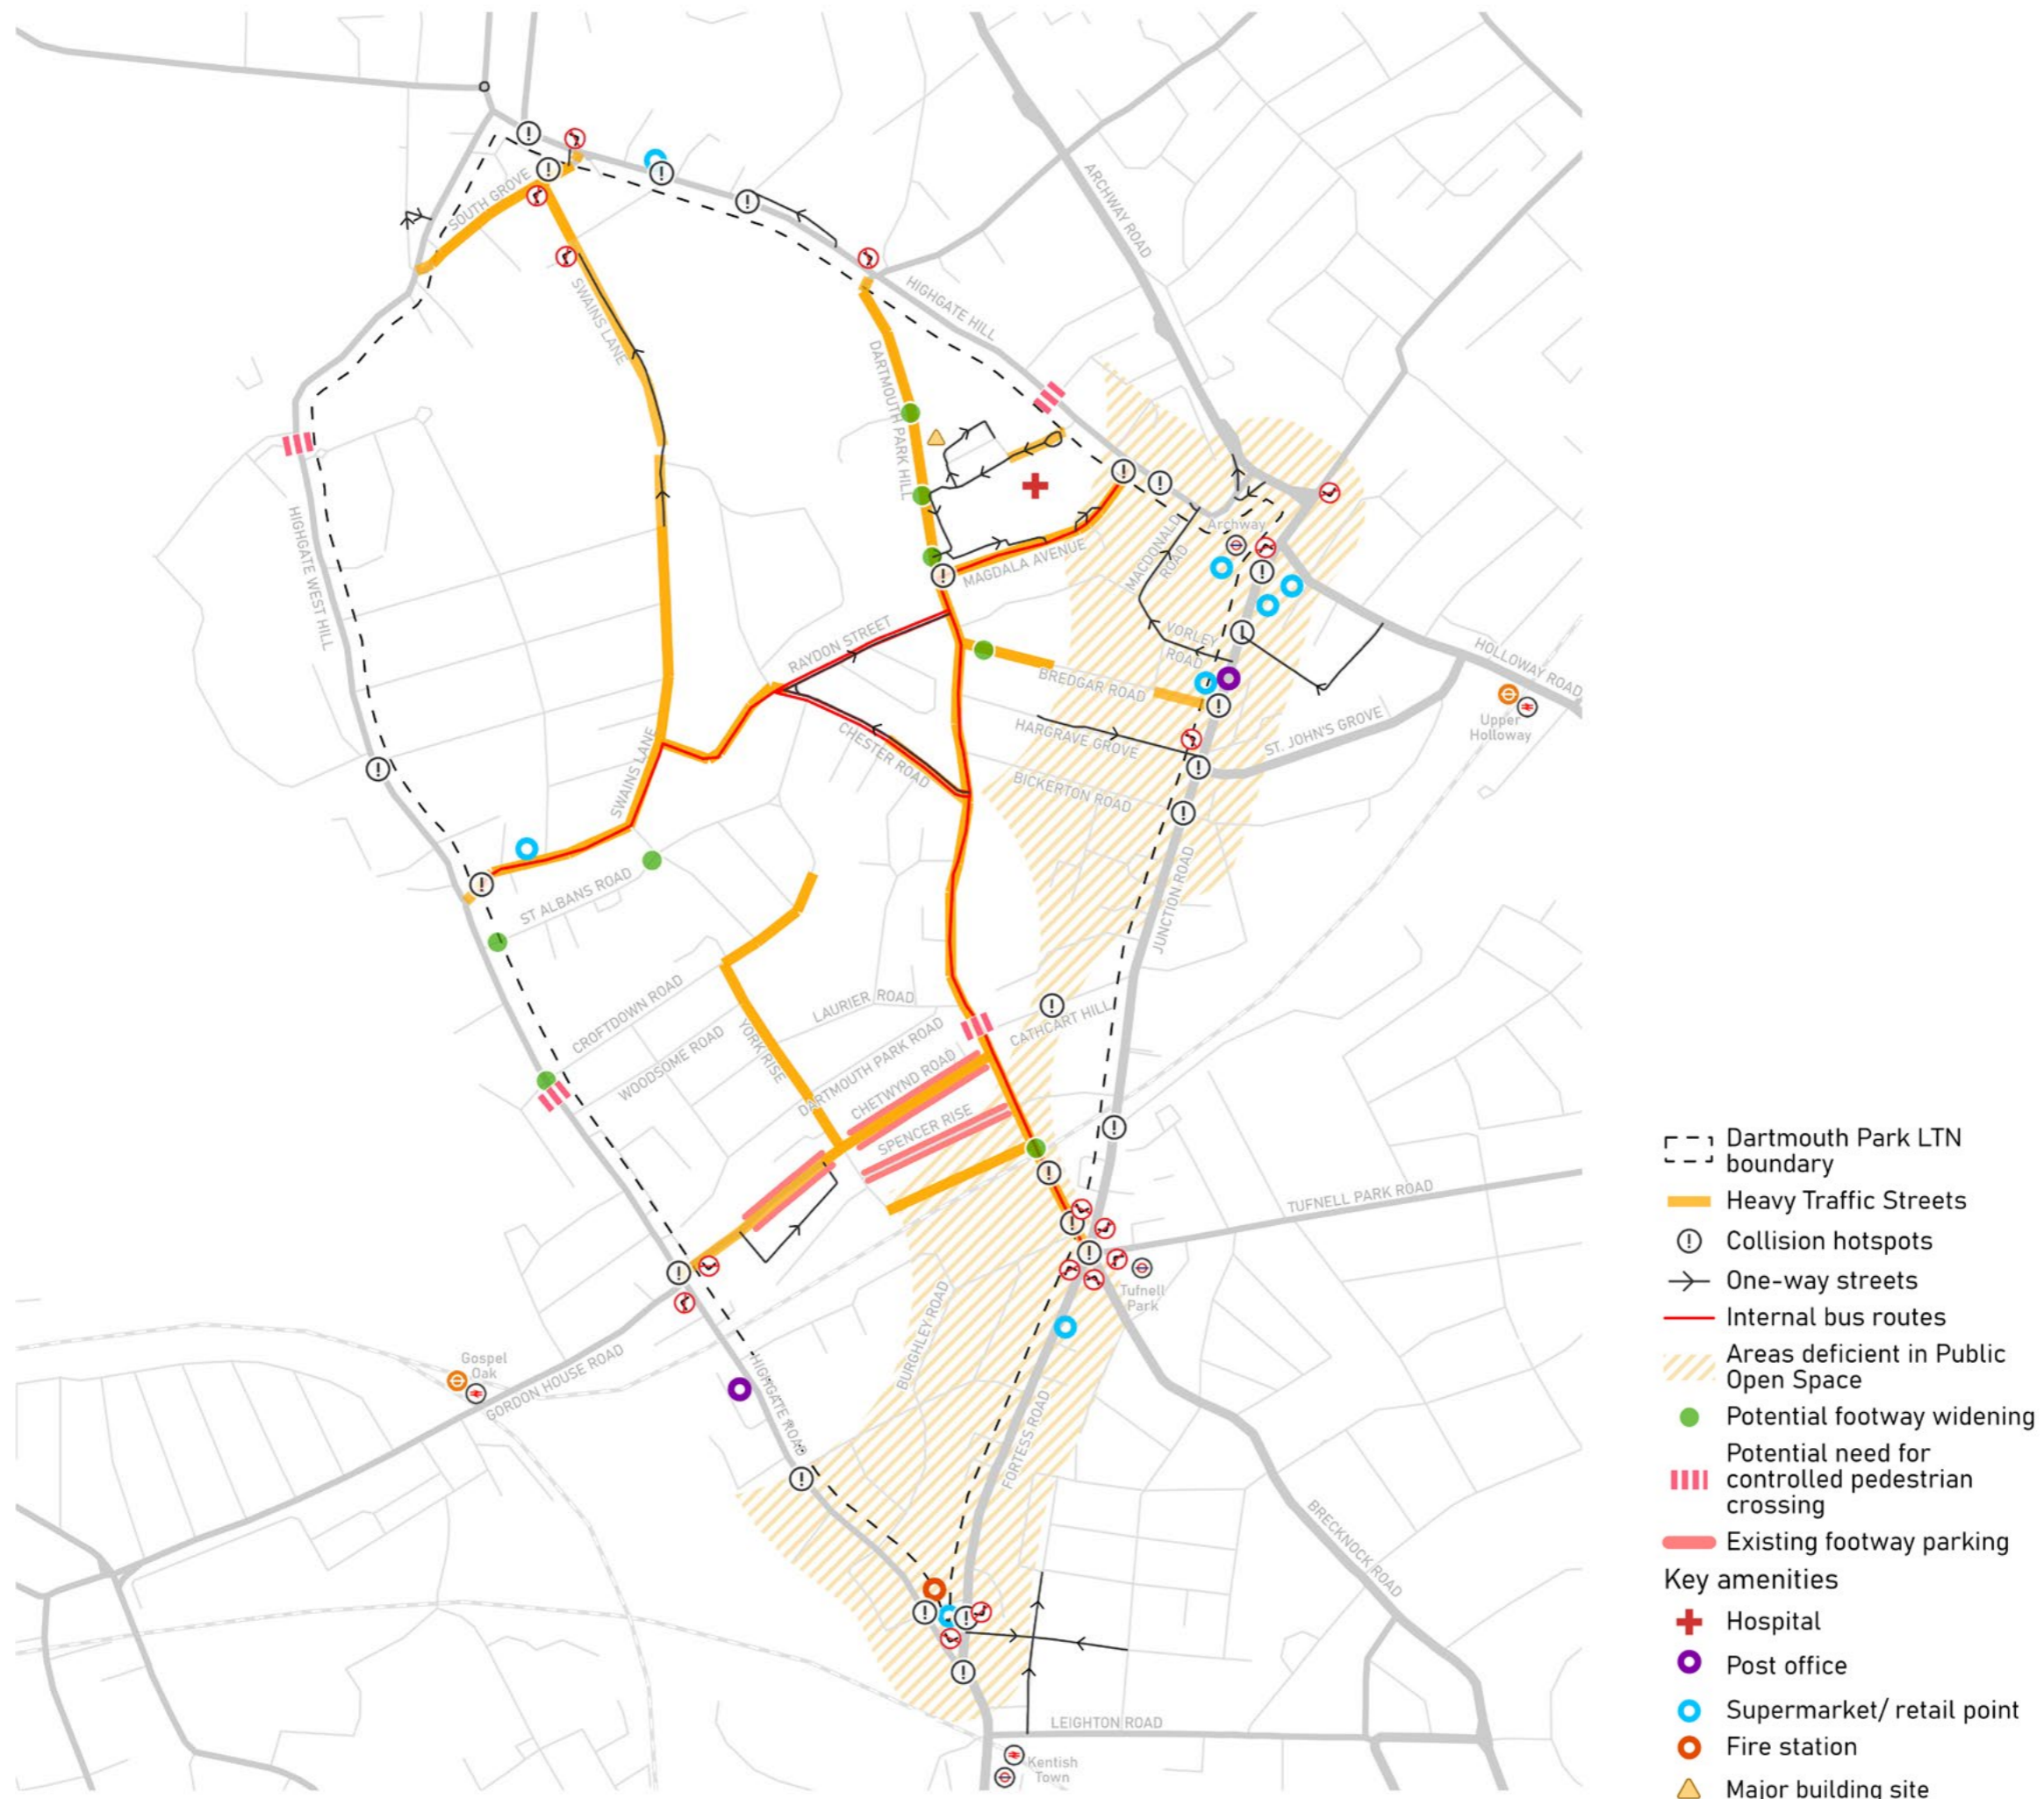 SOUTH GROVE
ARCHWAY ROAD
SWAINS LANE
HIGHGATE HILL
DARTMOUTH PARK HILL
HIGHGATE WEST HILL
Archway
MACDONALD
ROAD
MAGDALA AVENUE
RAYDON STREET
VORLEY
ROAD
HOLLOWAY ROAD
BREDGAR ROAD
Upper
Holloway
CHESTER ROAD
HARGRAVE GROVE
ST. JOHN'S GROVE
SWAINS LANE
BICKERTON ROAD
ST ALBANS ROAD
JUNCTION ROAD
CROFTDOWN ROAD
LAURIER ROAD
WOODSOME ROAD
YORK RISE
DARTMOUTH PARK ROAD
CATHCART HILL
CHETWYND ROAD
SPENCER RISE
TUFNELL PARK ROAD
Tufnell
Park
BURGHLEY ROAD
Gospel
Oak
GORDON HOUSE ROAD
HIGHGATE ROAD
FORTESS ROAD
BRECKNOCK ROAD
LEIGHTON ROAD
Kentish
Town
Dartmouth Park LTN
boundary
Heavy Traffic Streets
Collision hotspots
One-way streets
Internal bus routes
Areas deficient in Public
Open Space
Potential footway widening
Potential need for
controlled pedestrian
crossing
Existing footway parking
Key amenities
Hospital
Post office
Supermarket/ retail point
Fire station
Major building site